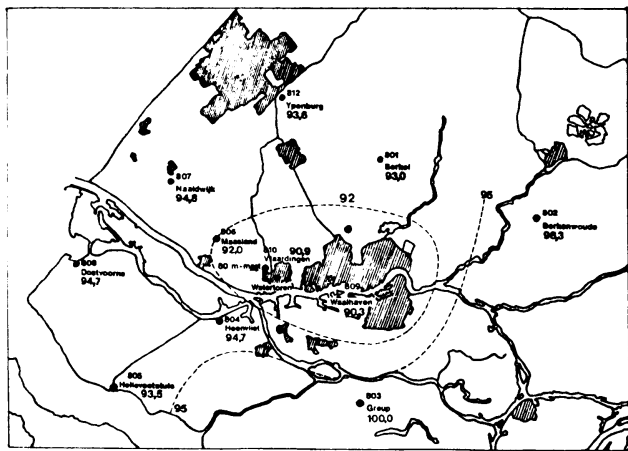 812
Ypenburg
93,6
801
Berkel
93,0
807
Naaldwijk
94,8
92
95
802
Berkenwoude
96,3
806
Maasland
92,0
810
Vlaardingen
90,9
80 m-mast
Watertoren
809
Waalhaven
90,3
808
Oostvoorne
94,7
804
Heenvliet
94,7
805
Hellevoetsluis
93,5
95
803
Greup
100,0